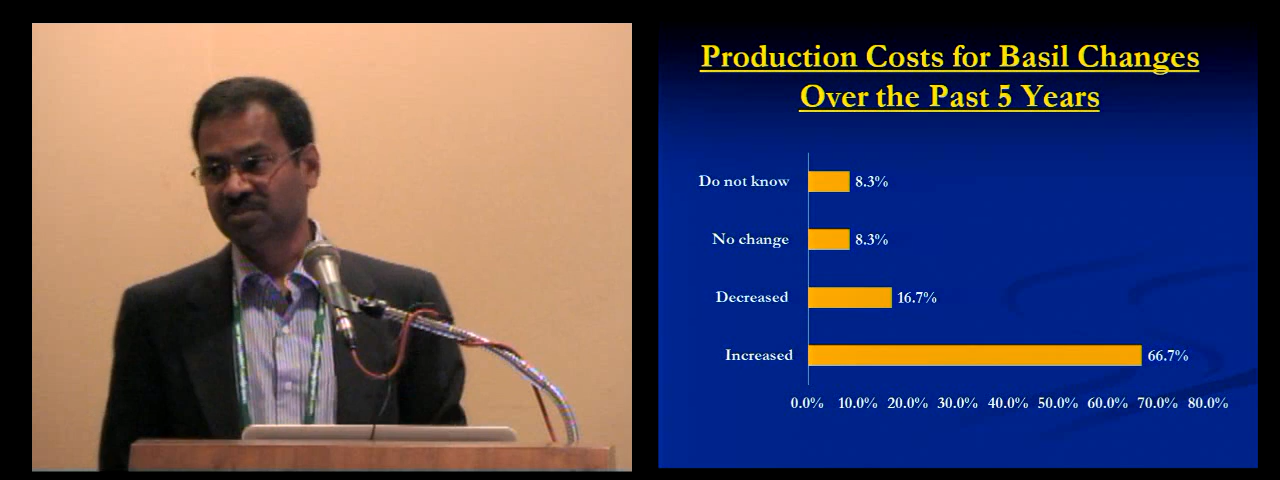 Production Costs for Basil Changes
Over the Past 5 Years
Do not know 8.3%
No change 8.3%
Decreased 16.7%
Increased 66.7%
0.0% 10.0% 20.0% 30.0% 40.0% 50.0% 60.0% 70.0% 80.0%